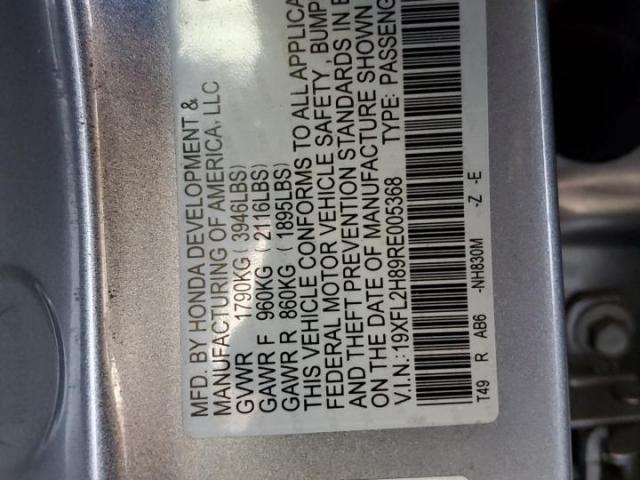 MFD. BY HONDA DEVELOPMENT &
MANUFACTURING OF AMERICA, LLC
GVWR 1790KG ( 3946LBS)
GAWR F 960KG ( 2116LBS)
GAWR R 860KG ( 1895LBS)
THIS VEHICLE CONFORMS TO ALL APPLICA
FEDERAL MOTOR VEHICLE SAFETY, BUMP
AND THEFT PREVENTION STANDARDS IN E
ON THE DATE OF MANUFACTURE SHOWN
V.I.N.: 19XFL2H89RE005368 TYPE: PASSENG
T49 R AB6 -NH830M -Z -E